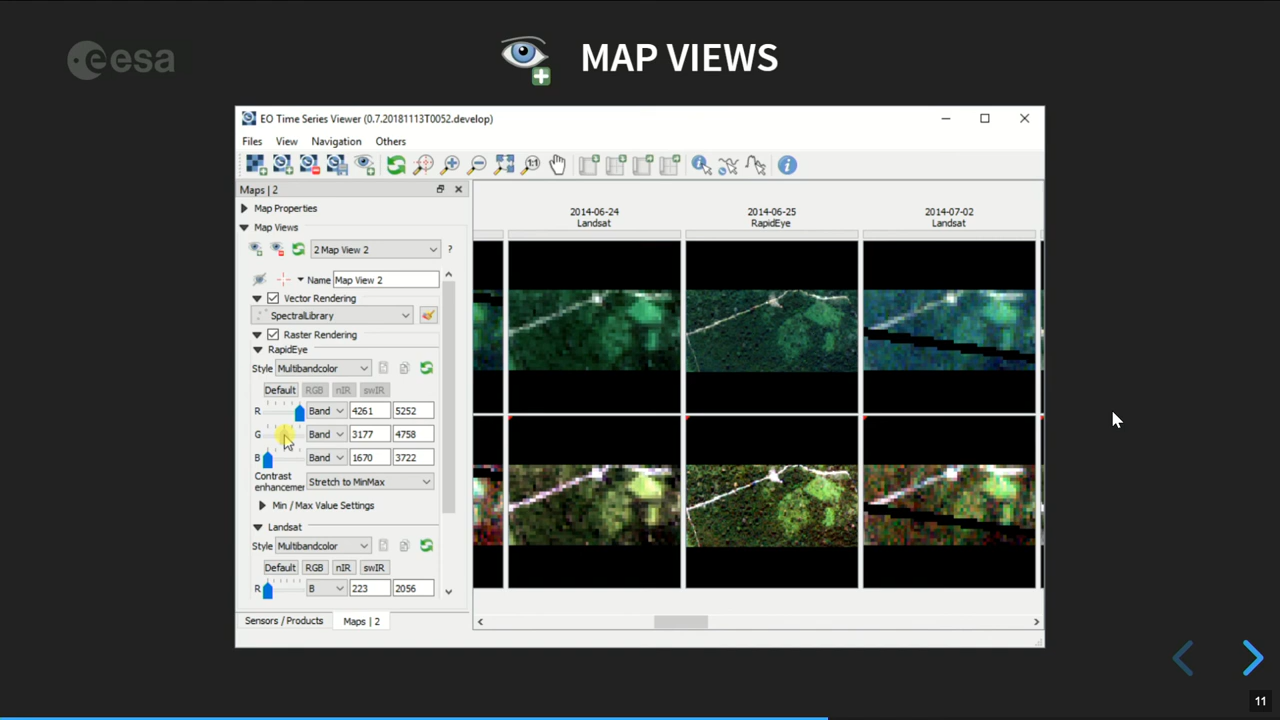 esa
MAP VIEWS
EO Time Series Viewer (0.7.20181113T0052.develop)
Files View Navigation Others
1:1
Maps | 2
Map Properties
Map Views
2 Map View 2 ?
Name Map View 2
Vector Rendering
SpectralLibrary
Raster Rendering
RapidEye
Style Multibandcolor
Default RGB nIR swIR
R Band 4261 5252
G Band 3177 4758
B Band 1670 3722
Contrast
enhancemer Stretch to MinMax
Min / Max Value Settings
Landsat
Style Multibandcolor
Default RGB nIR swIR
R B 223 2056
Sensors / Products Maps | 2
2014-06-24 2014-06-25 2014-07-02
Landsat RapidEye Landsat
11